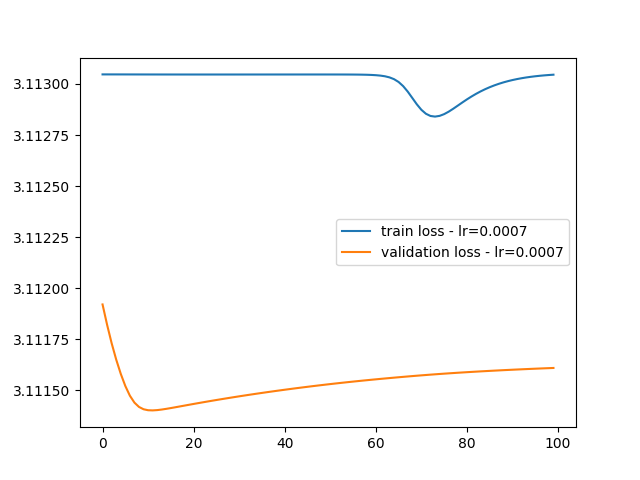 3.11300
3.11275
3.11250
3.11225
3.11200
3.11175
3.11150
train loss - lr=0.0007
validation loss - lr=0.0007
0 20 40 60 80 100